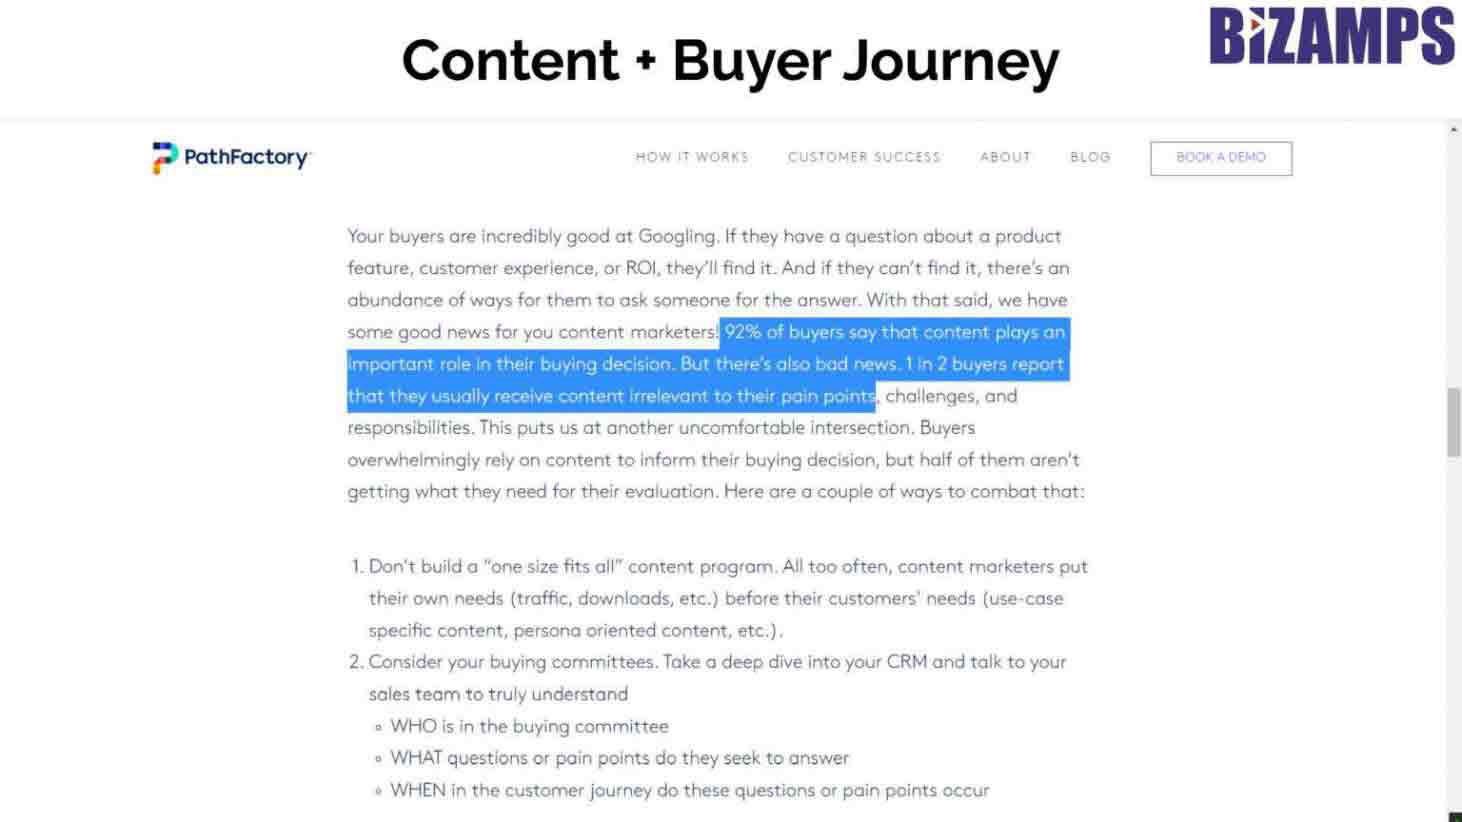 BIZAMPS
Content + Buyer Journey
PathFactory
HOW IT WORKS
CUSTOMER SUCCESS
ABOUT
BLOG
BOOK A DEMO
Your buyers are incredibly good at Googling. If they have a question about a product
feature, customer experience, or ROI, they'll find it. And if they can't find it, there's an
abundance of ways for them to ask someone for the answer. With that said, we have
some good news for you content marketers! 92% of buyers say that content plays an
important role in their buying decision. But there's also bad news. 1 in 2 buyers report
that they usually receive content irrelevant to their pain points, challenges, and
responsibilities. This puts us at another uncomfortable intersection. Buyers
overwhelmingly rely on content to inform their buying decision, but half of them aren't
getting what they need for their evaluation. Here are a couple of ways to combat that:
1. Don't build a "one size fits all" content program. All too often, content marketers put
their own needs (traffic, downloads, etc.) before their customers' needs (use-case
specific content, persona oriented content, etc.).
2. Consider your buying committees. Take a deep dive into your CRM and talk to your
sales team to truly understand
◦ WHO is in the buying committee
◦ WHAT questions or pain points do they seek to answer
◦ WHEN in the customer journey do these questions or pain points occur